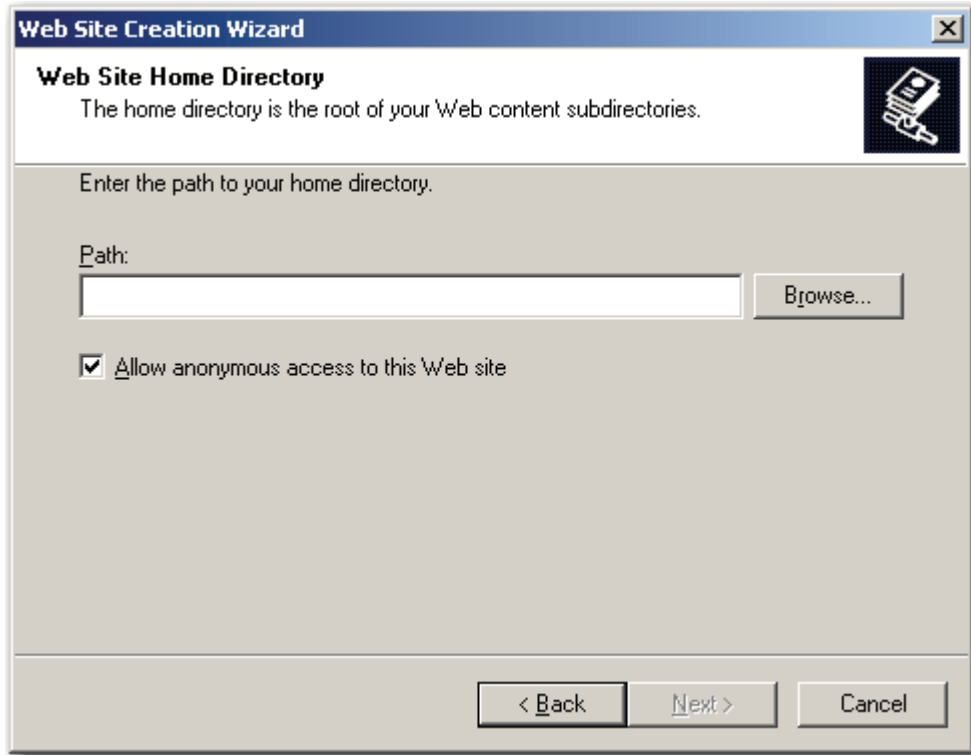 Web Site Creation Wizard
Web Site Home Directory
The home directory is the root of your Web content subdirectories.
Enter the path to your home directory.
Path:
Browse...
Allow anonymous access to this Web site
< Back Next > Cancel